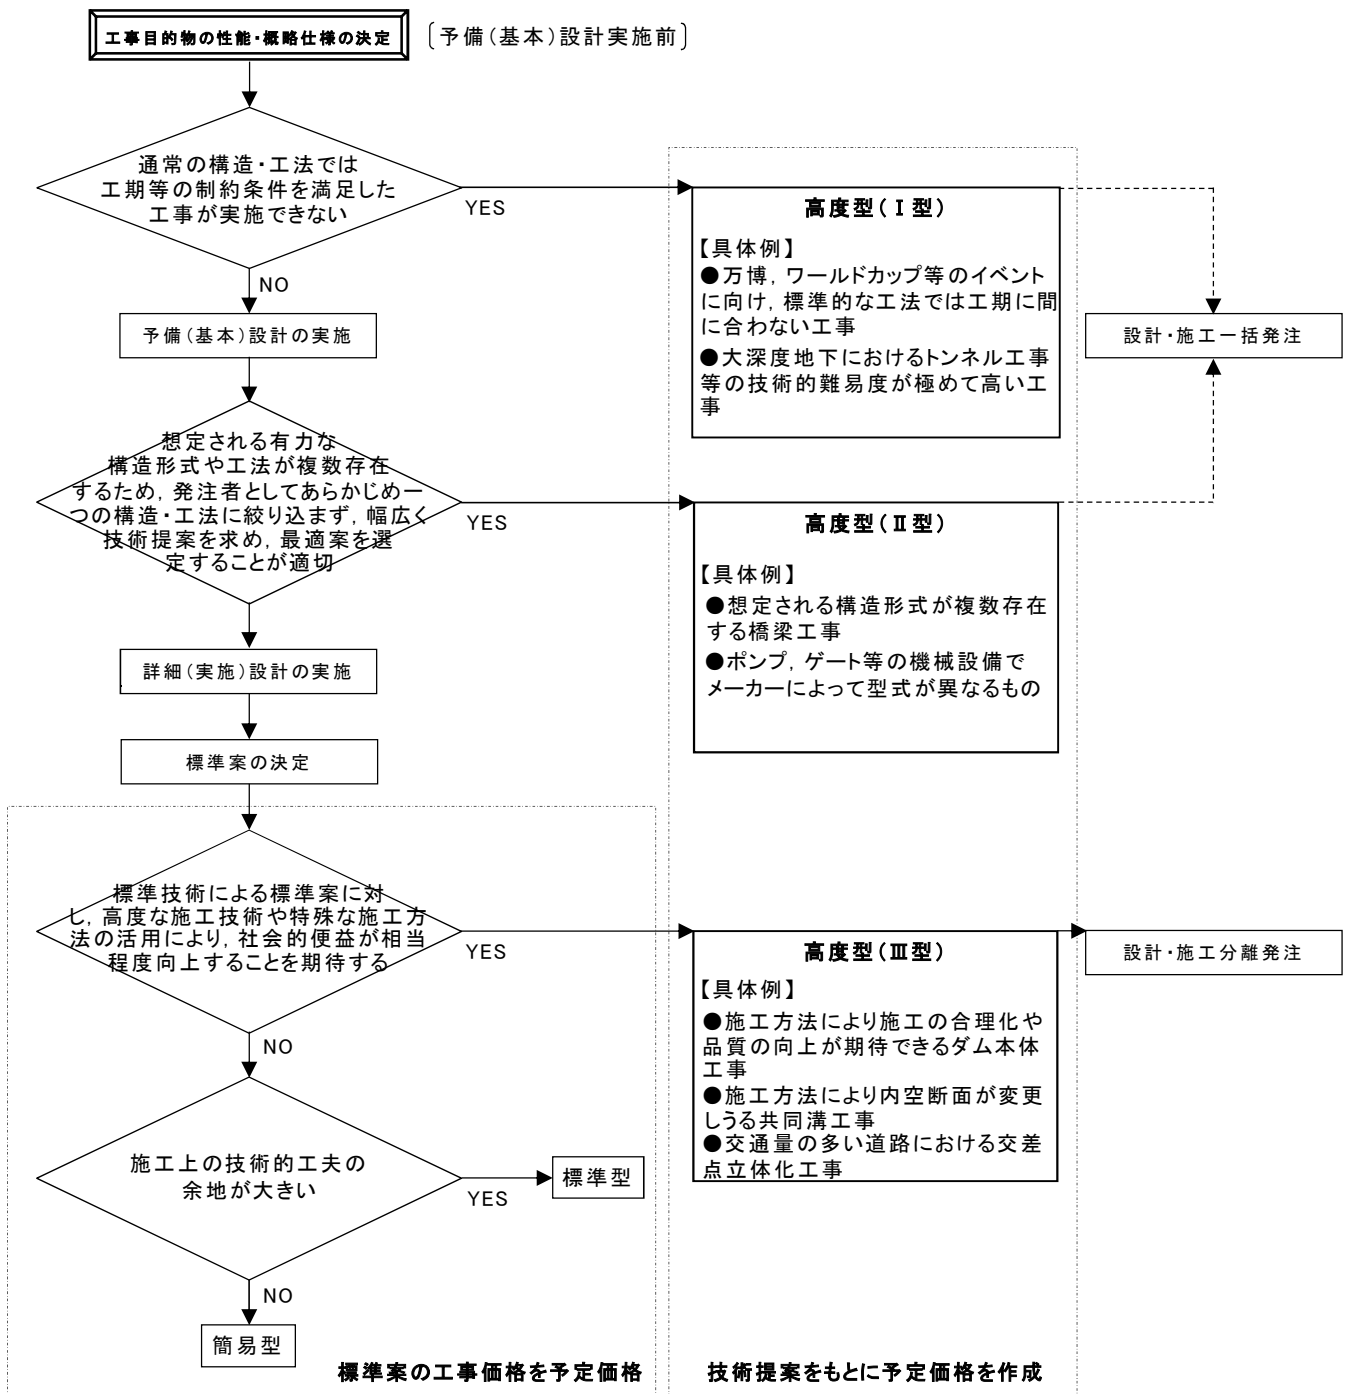 工事目的物の性能・概略仕様の決定
〔予備(基本)設計実施前〕
通常の構造・工法では
工期等の制約条件を満足した
工事が実施できない
YES
NO
高度型(Ⅰ型)
【具体例】
●万博，ワールドカップ等のイベント
に向け，標準的な工法では工期に間
に合わない工事
●大深度地下におけるトンネル工事
等の技術的難易度が極めて高い工
事
設計・施工一括発注
予備(基本)設計の実施
想定される有力な
構造形式や工法が複数存在
するため，発注者としてあらかじめ一
つの構造・工法に絞り込まず，幅広く
技術提案を求め，最適案を選
定することが適切
YES
高度型(Ⅱ型)
【具体例】
●想定される構造形式が複数存在
する橋梁工事
●ポンプ，ゲート等の機械設備で
メーカーによって型式が異なるもの
詳細(実施)設計の実施
標準案の決定
標準技術による標準案に対
し，高度な施工技術や特殊な施工方
法の活用により，社会的便益が相当
程度向上することを期待する
YES
NO
高度型(Ⅲ型)
【具体例】
●施工方法により施工の合理化や
品質の向上が期待できるダム本体
工事
●施工方法により内空断面が変更
しうる共同溝工事
●交通量の多い道路における交差
点立体化工事
設計・施工分離発注
施工上の技術的工夫の
余地が大きい
YES
標準型
NO
簡易型
標準案の工事価格を予定価格
技術提案をもとに予定価格を作成